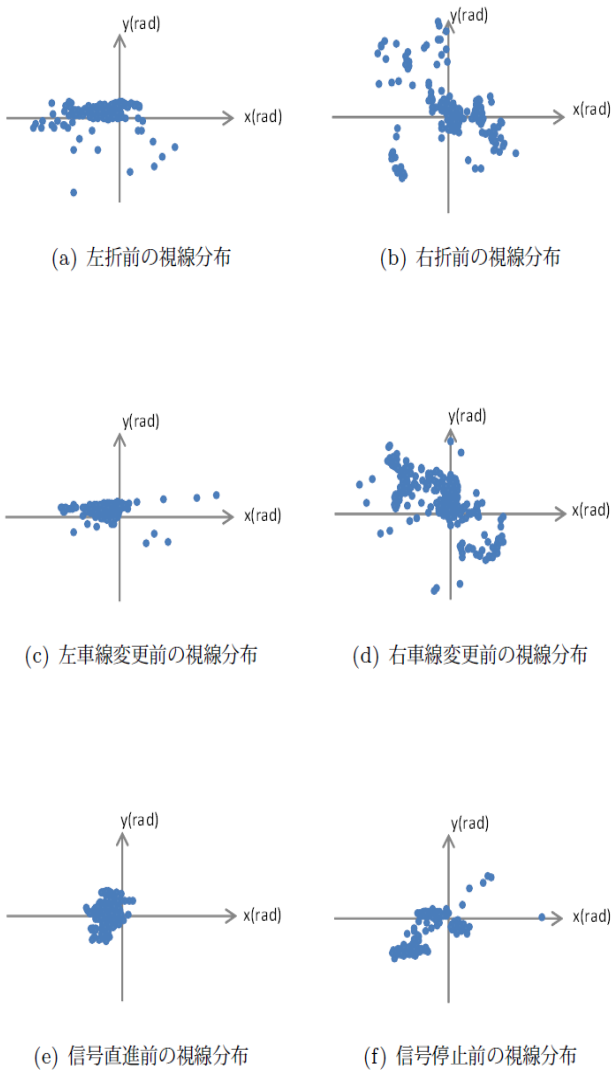 y(rad)
x(rad)
(a) 左折前の視線分布
y(rad)
x(rad)
(b) 右折前の視線分布
y(rad)
x(rad)
(c) 左車線変更前の視線分布
y(rad)
x(rad)
(d) 右車線変更前の視線分布
y(rad)
x(rad)
(e) 信号直進前の視線分布
y(rad)
x(rad)
(f) 信号停止前の視線分布